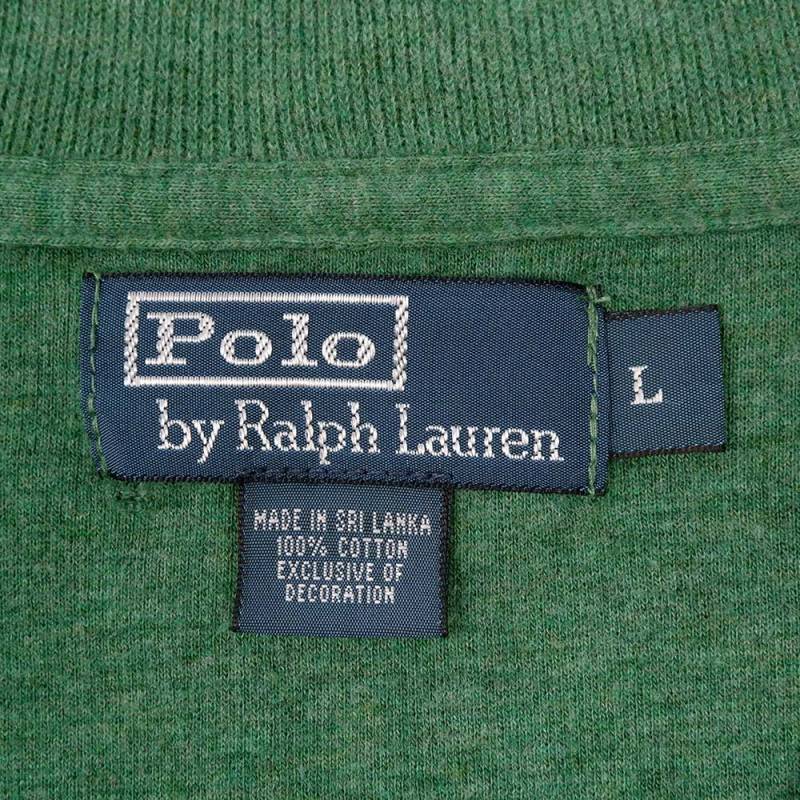 Polo
by Ralph Lauren
L
MADE IN SRI LANKA
100% COTTON
EXCLUSIVE OF
DECORATION